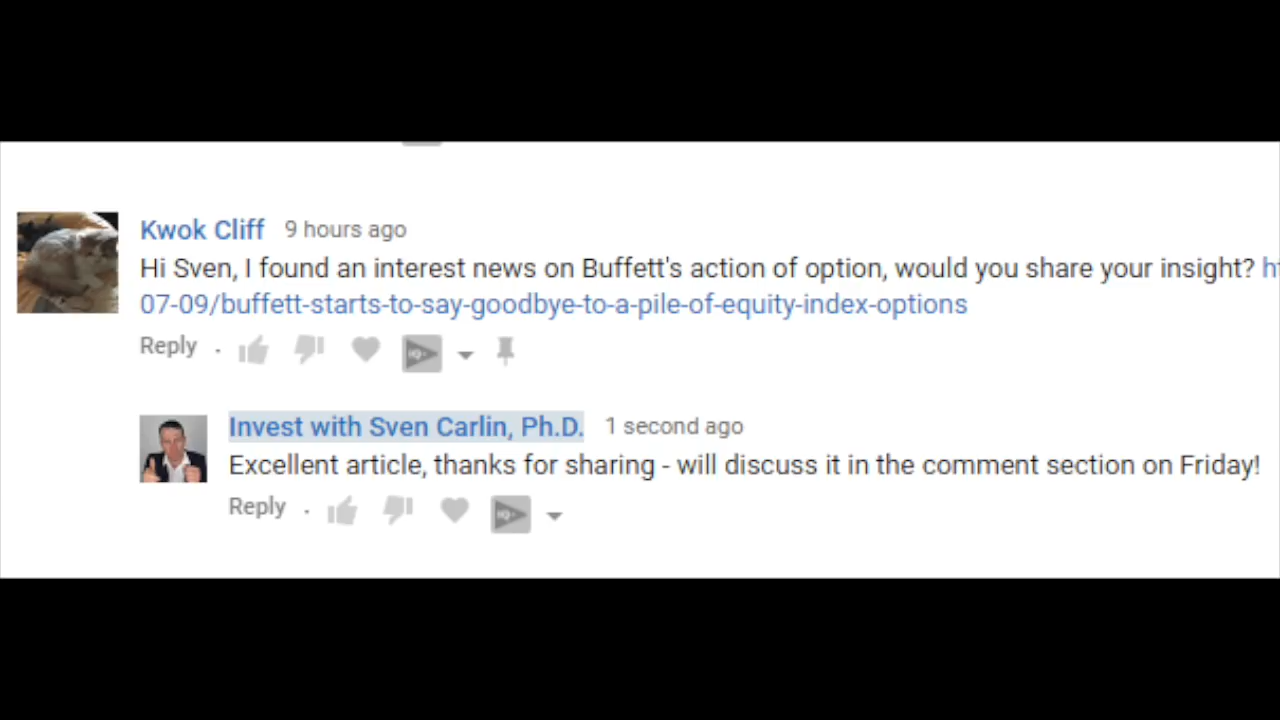 Kwok Cliff 9 hours ago
Hi Sven, I found an interest news on Buffett's action of option, would you share your insight?
07-09/buffett-starts-to-say-goodbye-to-a-pile-of-equity-index-options
Reply .
Invest with Sven Carlin, Ph.D. 1 second ago
Excellent article, thanks for sharing - will discuss it in the comment section on Friday!
Reply .